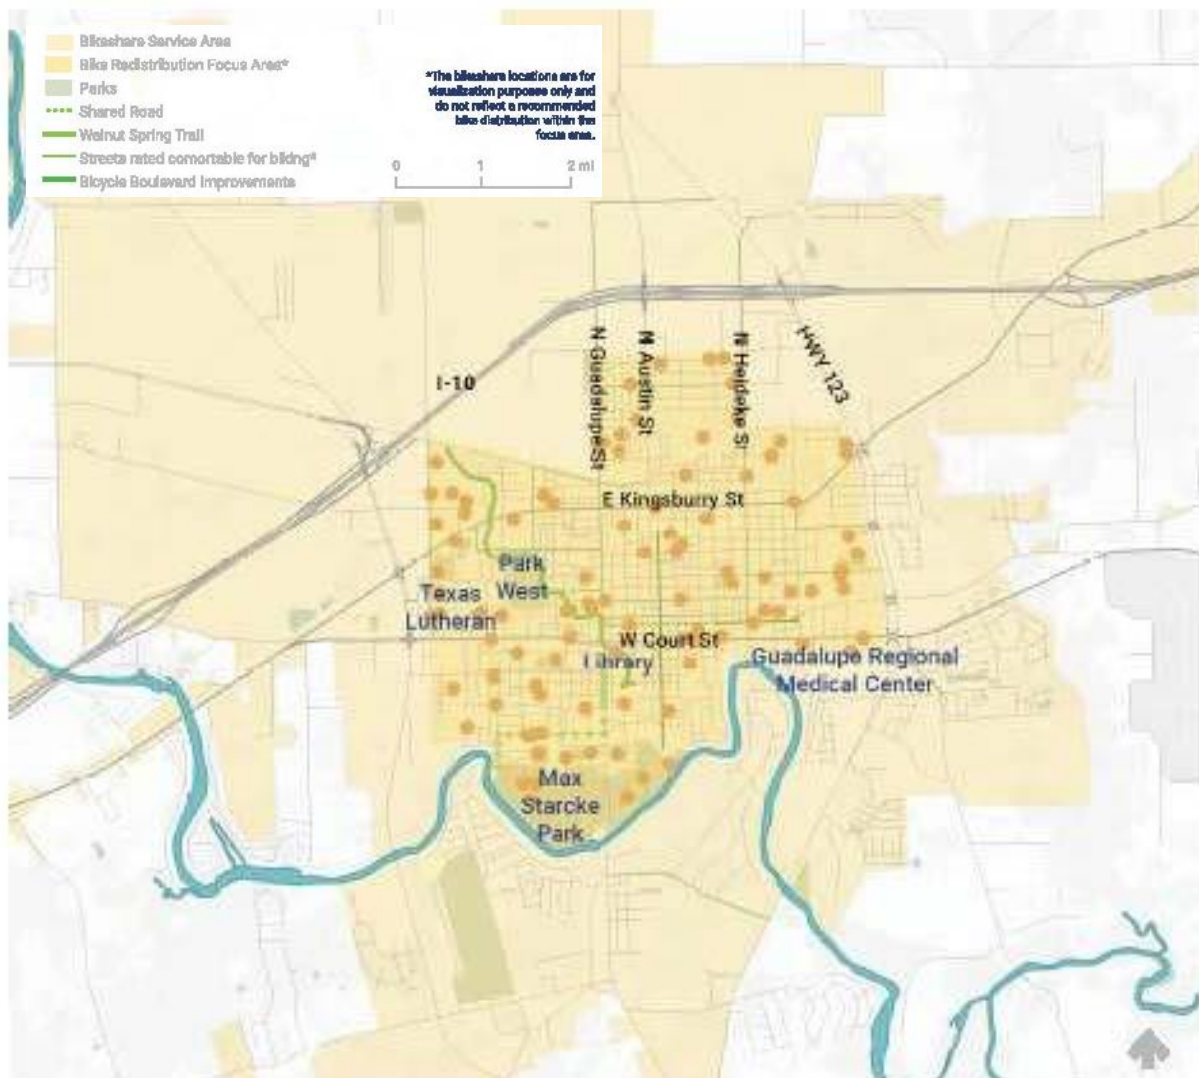 Bikeshare Service Area
Bike Redistribution Focus Area*
Parks
Shared Road
Walnut Spring Trail
Streets rated comortable for biking*
Bicycle Boulevard Improvements
*The bikeshare locations are for
visualization purposes only and
do not reflect a recommended
bike distribution within the
focus area.
0 1 2 mi
I-10
N Guadalupe St
N Austin St
N Heideke St
HWY 123
E Kingsburry St
Park
West
Texas
Lutheran
W Court St
Library
Guadalupe Regional
Medical Center
Max
Starcke
Park